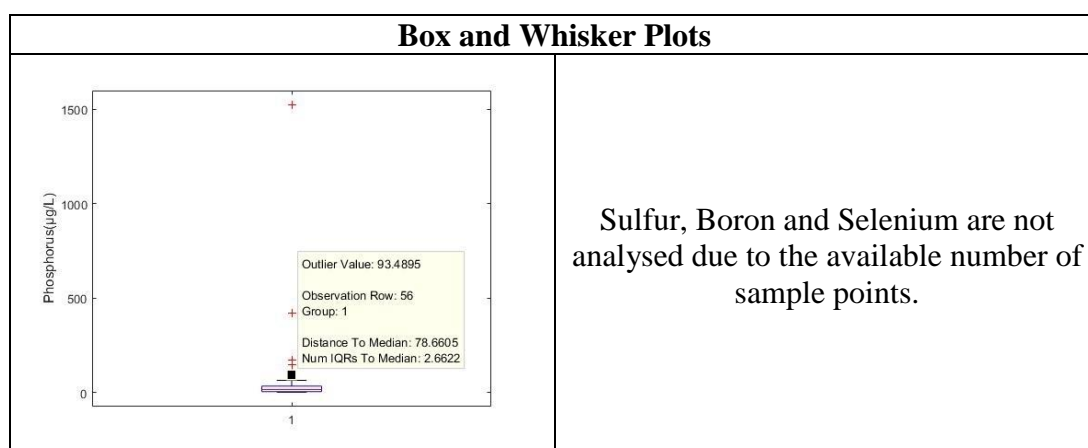 Box and Whisker Plots
1500
1000
500
0
Phosphorus(µg/L)
Outlier Value: 93.4895
Observation Row: 56
Group: 1
Distance To Median: 78.6605
Num IQRs To Median: 2.6622
1
Sulfur, Boron and Selenium are not
analysed due to the available number of
sample points.